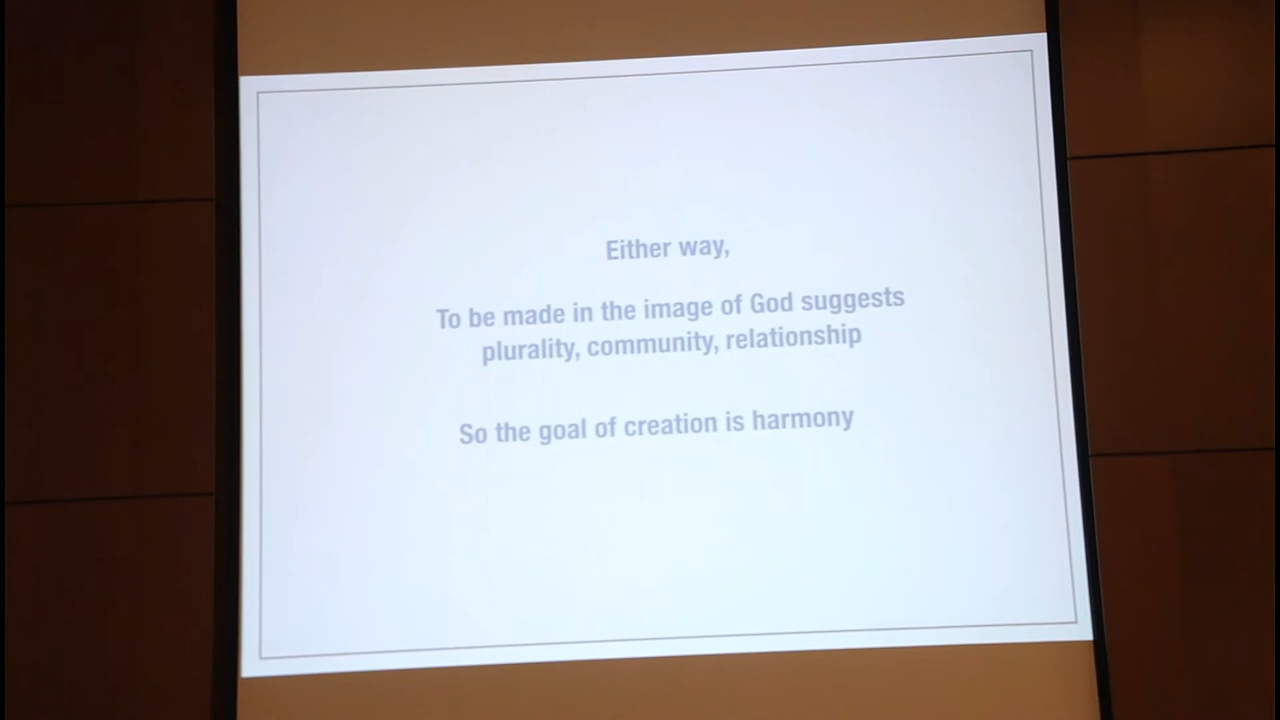 Either way,
To be made in the image of God suggests
plurality, community, relationship
So the goal of creation is harmony